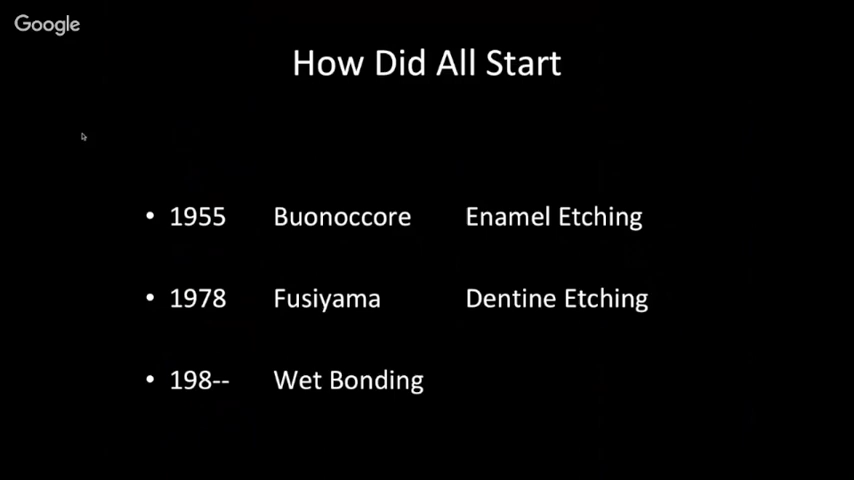 Google
How Did All Start
• 1955 Buonoccore Enamel Etching
• 1978 Fusiyama Dentine Etching
• 198-- Wet Bonding